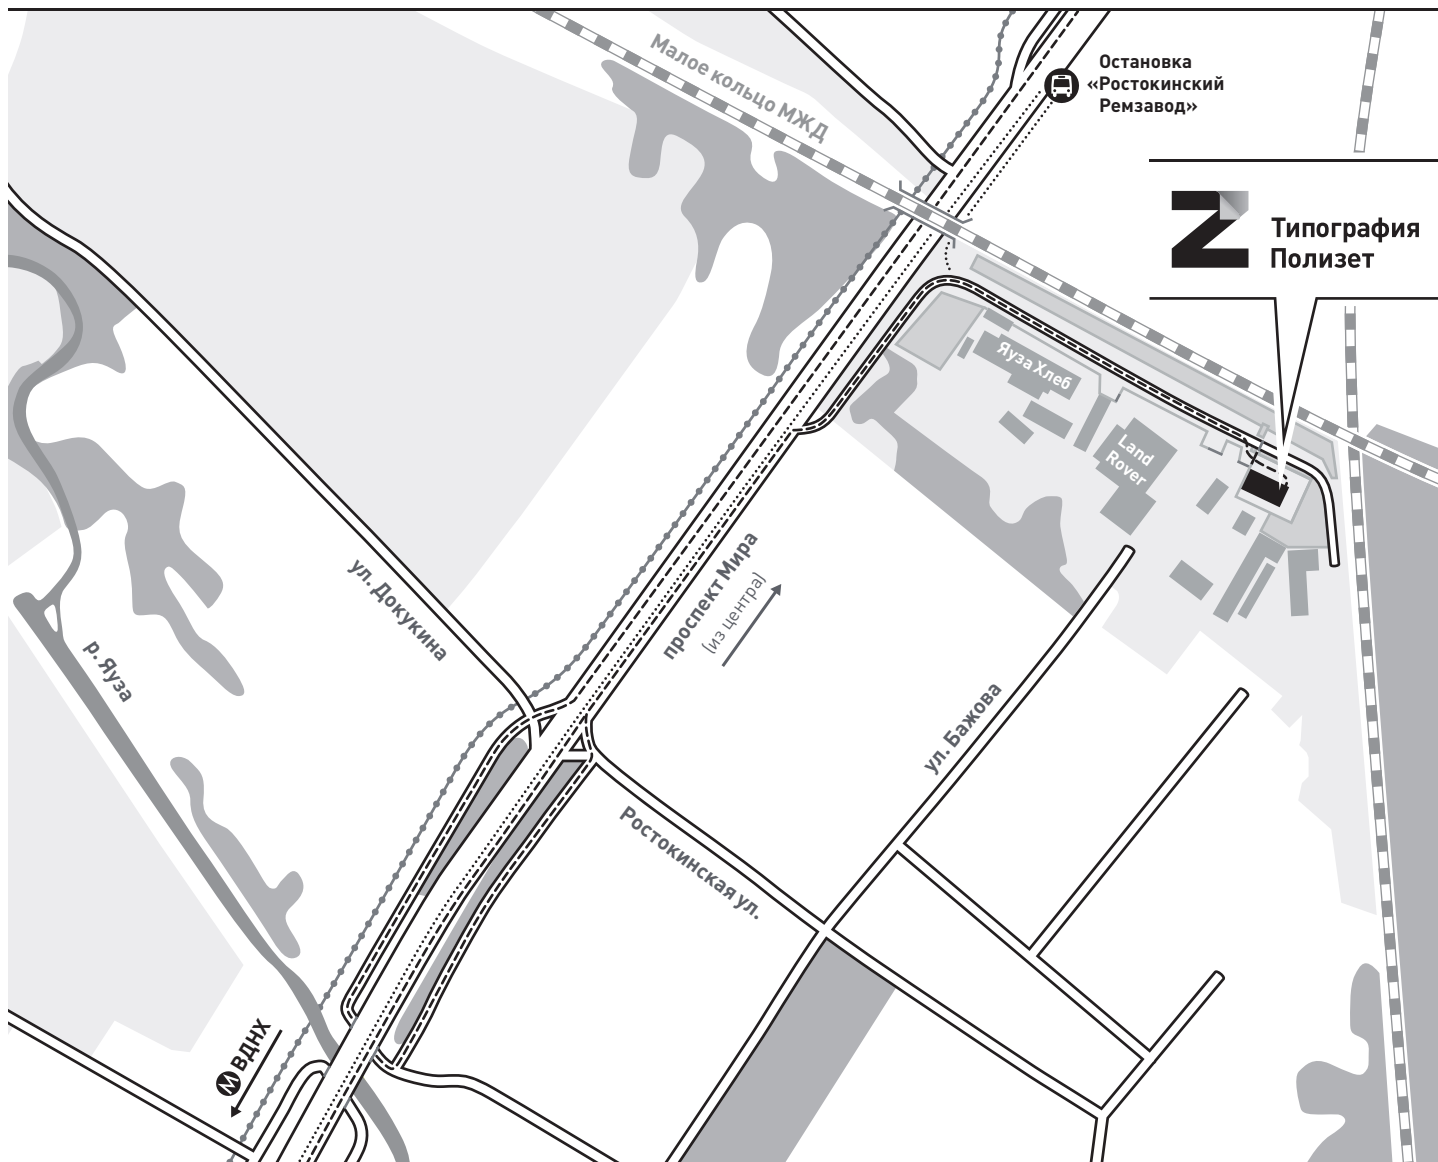 Малое кольцо МЖД
Остановка
«Ростокинский
Ремзавод»
Типография
Полизет
Яуза Хлеб
Land
Rover
проспект Мира
(из центра)
ул. Докукина
р. Яуза
ул. Бажова
Ростокинская ул.
М ВДНХ